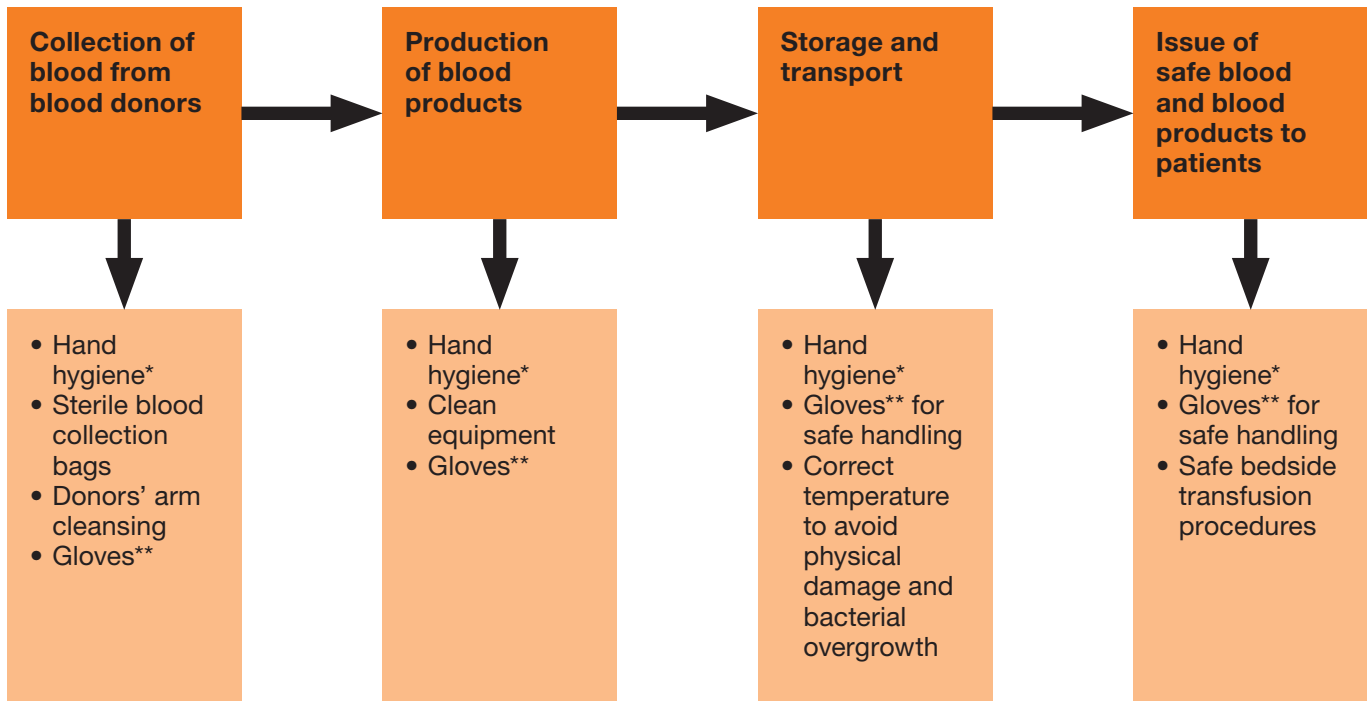 Collection of
blood from
blood donors
Production
of blood
products
Storage and
transport
Issue of
safe blood
and blood
products to
patients
• Hand
hygiene*
• Sterile blood
collection
bags
• Donors’ arm
cleansing
• Gloves**
• Hand
hygiene*
• Clean
equipment
• Gloves**
• Hand
hygiene*
• Gloves** for
safe handling
• Correct
temperature
to avoid
physical
damage and
bacterial
overgrowth
• Hand
hygiene*
• Gloves** for
safe handling
• Safe bedside
transfusion
procedures